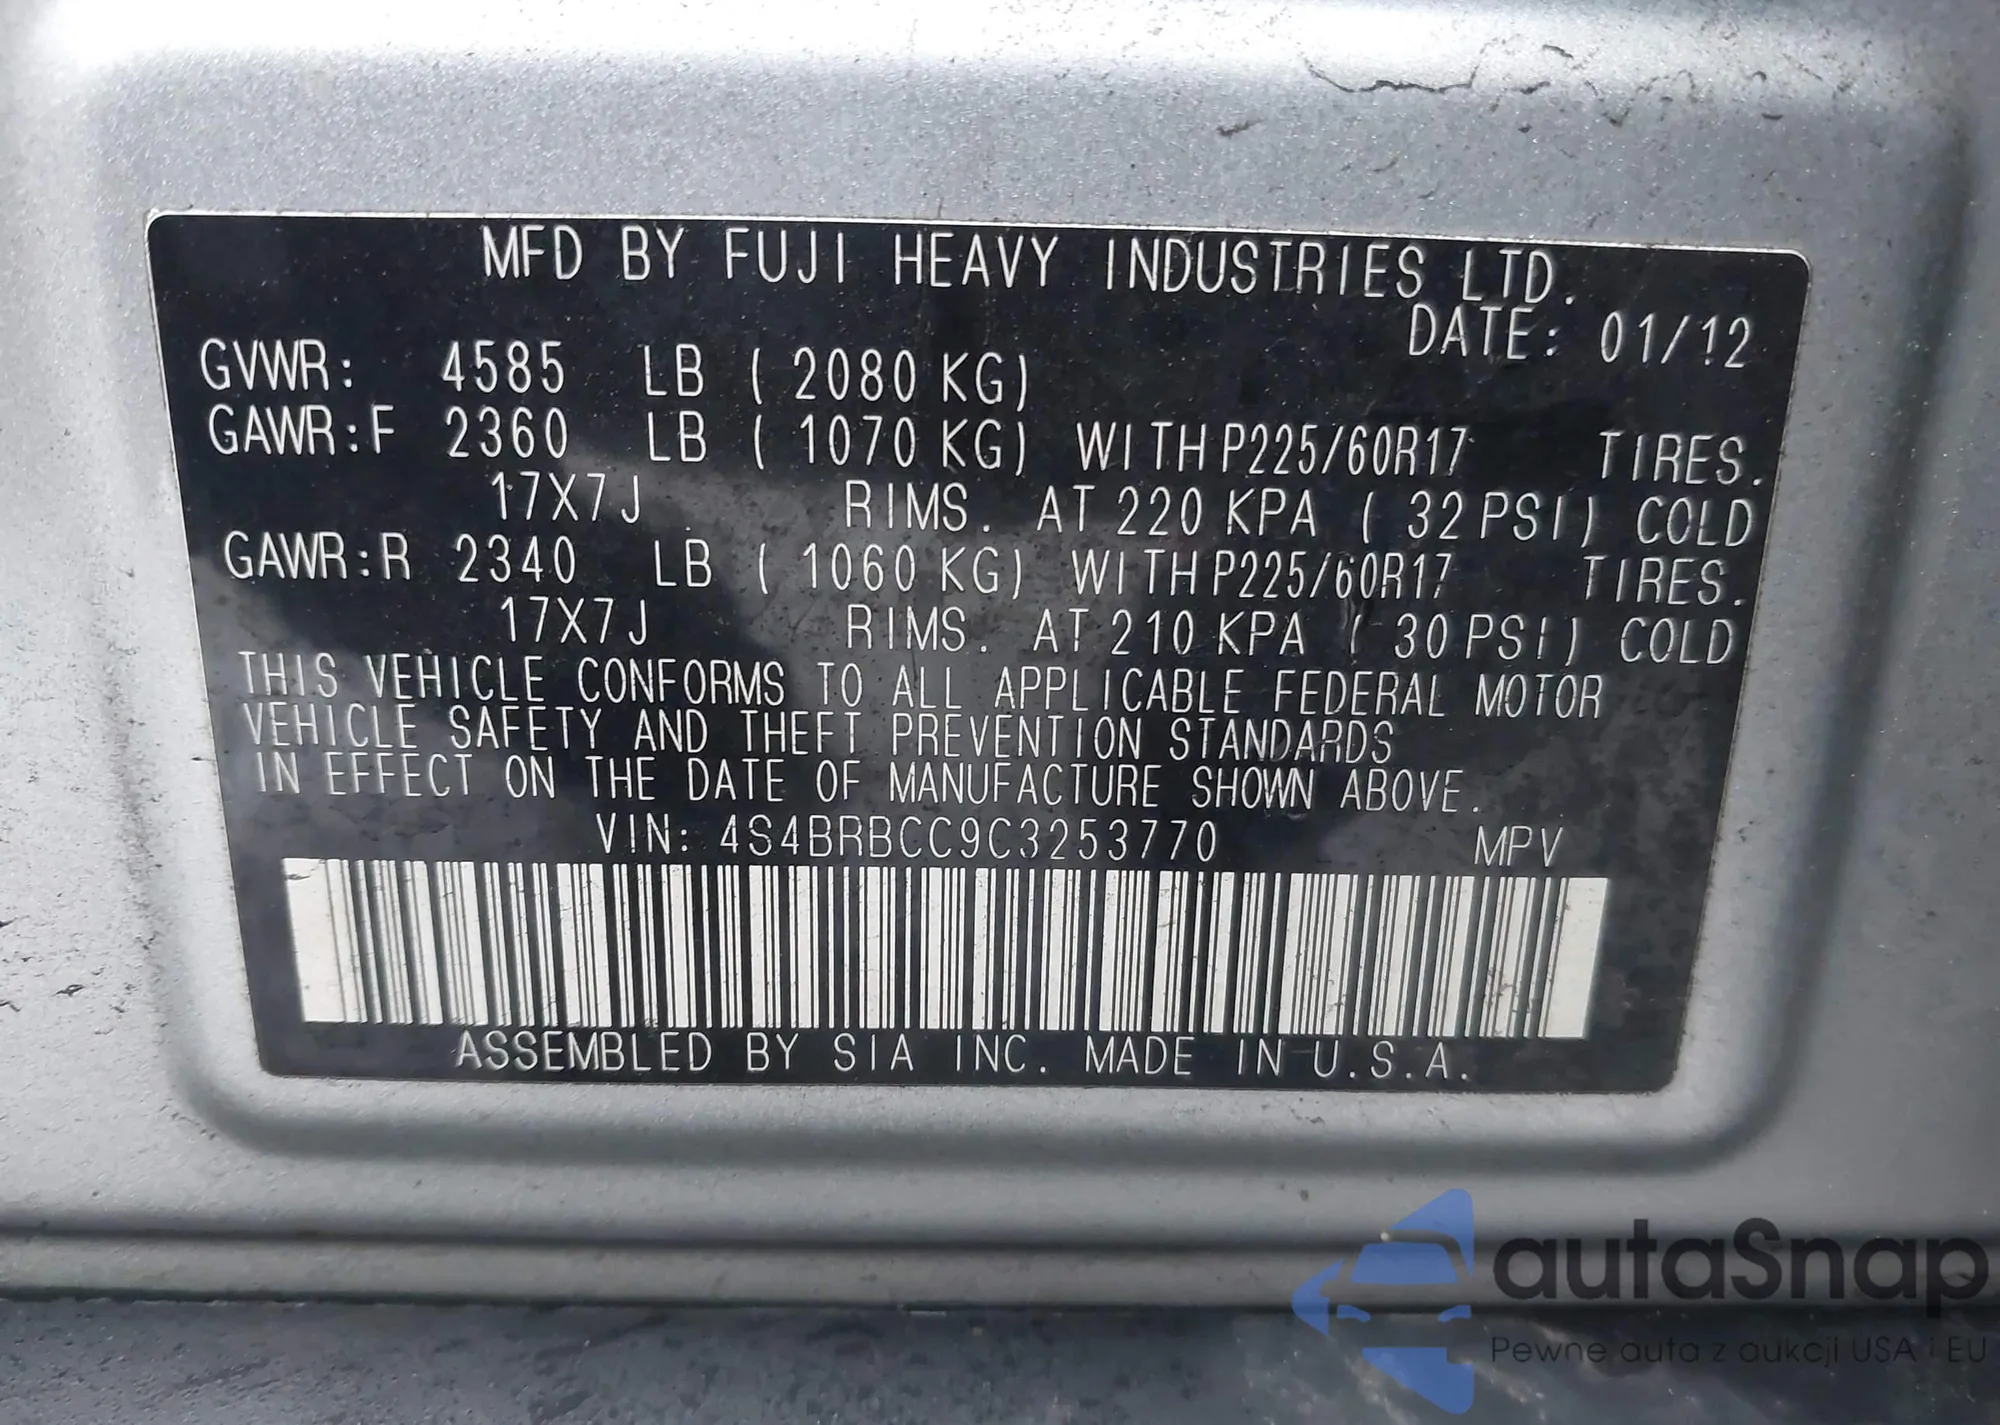 MFD BY FUJI HEAVY INDUSTRIES LTD.
DATE: 01/12
GVWR: 4585 LB ( 2080 KG)
GAWR:F 2360 LB ( 1070 KG) WITH P225/60R17 TIRES.
17X7J RIMS. AT 220 KPA ( 32 PSI) COLD
GAWR:R 2340 LB ( 1060 KG) WITH P225/60R17 TIRES.
17X7J RIMS. AT 210 KPA ( 30 PSI) COLD
THIS VEHICLE CONFORMS TO ALL APPLICABLE FEDERAL MOTOR
VEHICLE SAFETY AND THEFT PREVENTION STANDARDS
IN EFFECT ON THE DATE OF MANUFACTURE SHOWN ABOVE.
VIN: 4S4BRBCC9C3253770 MPV
ASSEMBLED BY SIA INC. MADE IN U.S.A.
autaSnap
Pewne auta z aukcji USA i EU